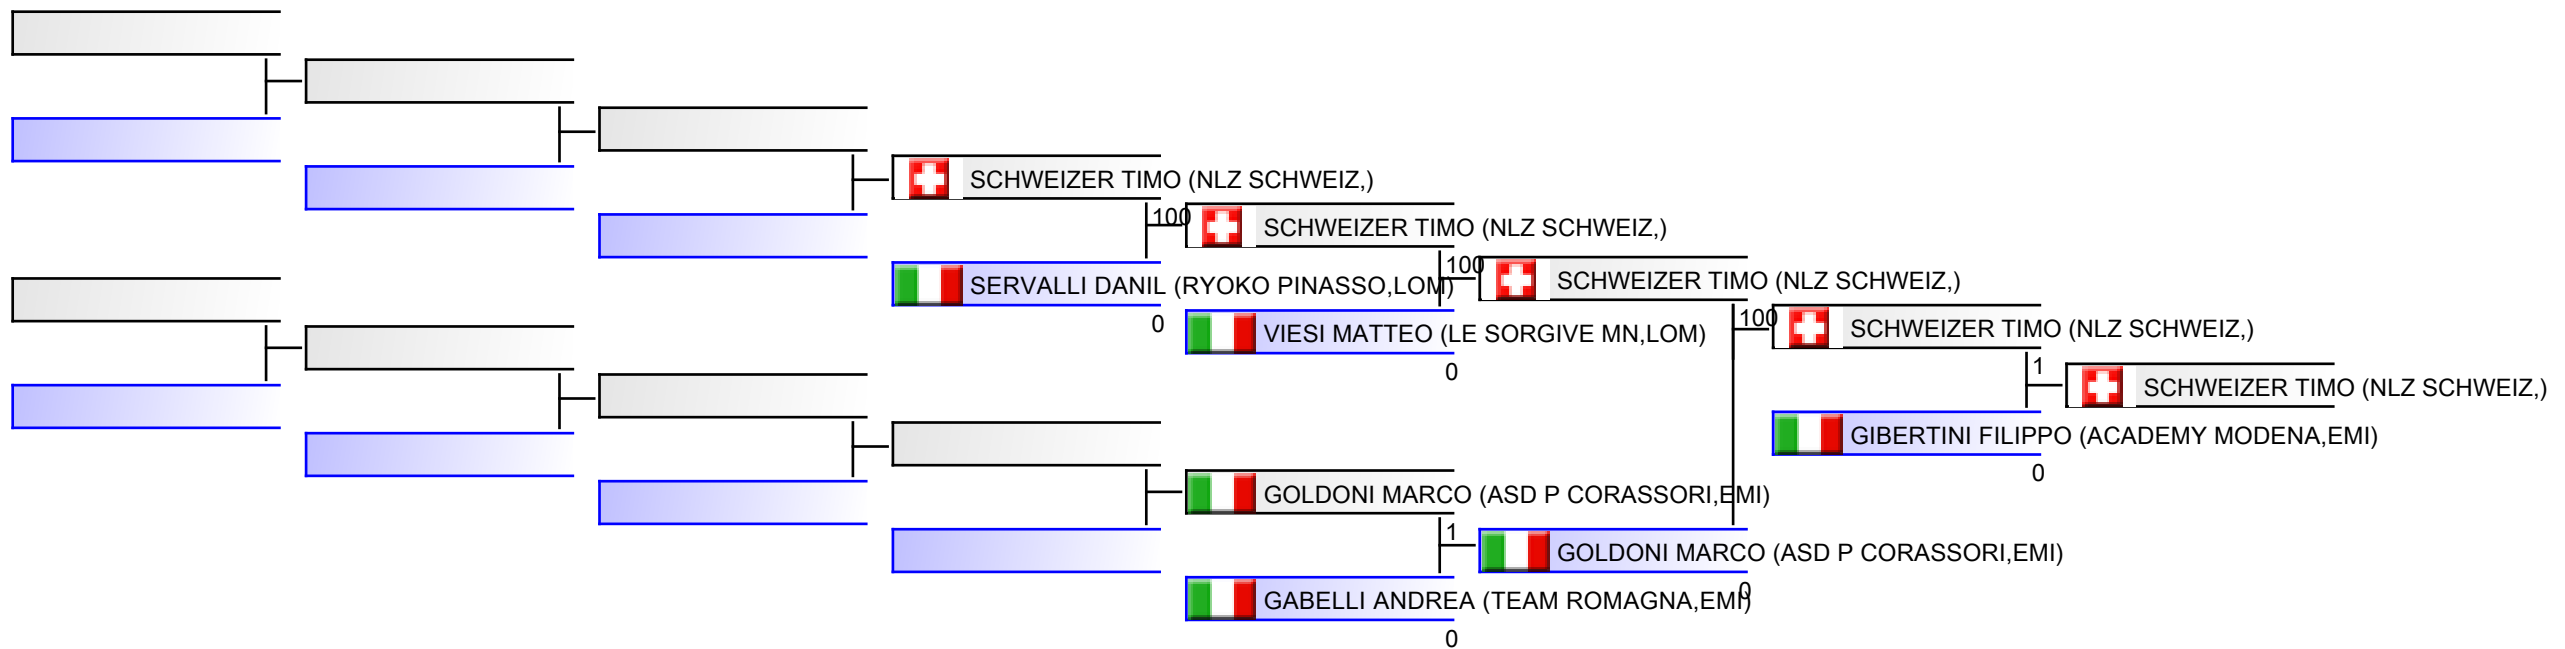 SCHWEIZER TIMO (NLZ SCHWEIZ,)
100
SCHWEIZER TIMO (NLZ SCHWEIZ,)
SERVALLI DANIL (RYOKO PINASSO,LOM)
0
100
SCHWEIZER TIMO (NLZ SCHWEIZ,)
VIESI MATTEO (LE SORGIVE MN,LOM)
0
100
SCHWEIZER TIMO (NLZ SCHWEIZ,)
1
SCHWEIZER TIMO (NLZ SCHWEIZ,)
GIBERTINI FILIPPO (ACADEMY MODENA,EMI)
0
GOLDONI MARCO (ASD P CORASSORI,EMI)
1
GOLDONI MARCO (ASD P CORASSORI,EMI)
0
GABELLI ANDREA (TEAM ROMAGNA,EMI)
0